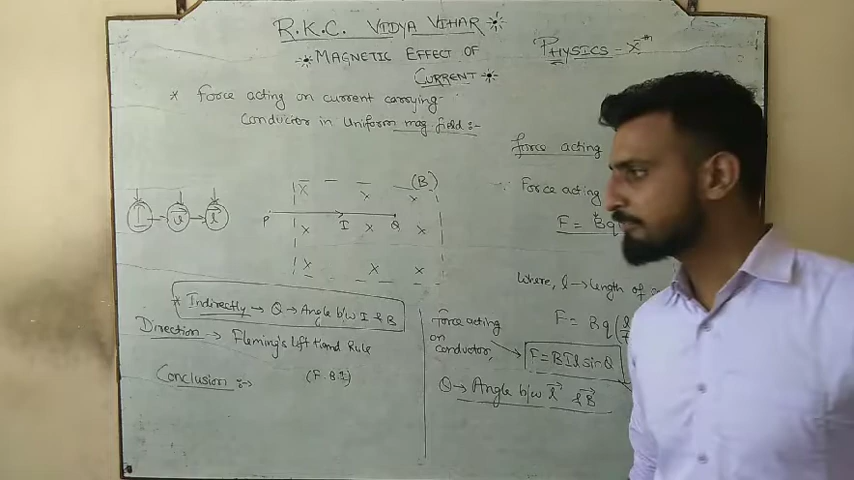 R.K.C. VIDYA VIHAR
MAGNETIC EFFECT OF
CURRENT
PHYSICS - Xth
* Force acting on current carrying
conductor in Uniform mag. field :-
(B)
I v l
P I Q
x x x
x x x
x x x
* Indirectly → Q → Angle b/w I & B
Direction → Fleming's Left Hand Rule
Conclusion :→ (F.B.I)
Force acting
Force acting
F = Bq
Where, l → length of
F = Bq
Force acting
on
conductor,
F = BIl sinQ
Q → Angle b/w l & B